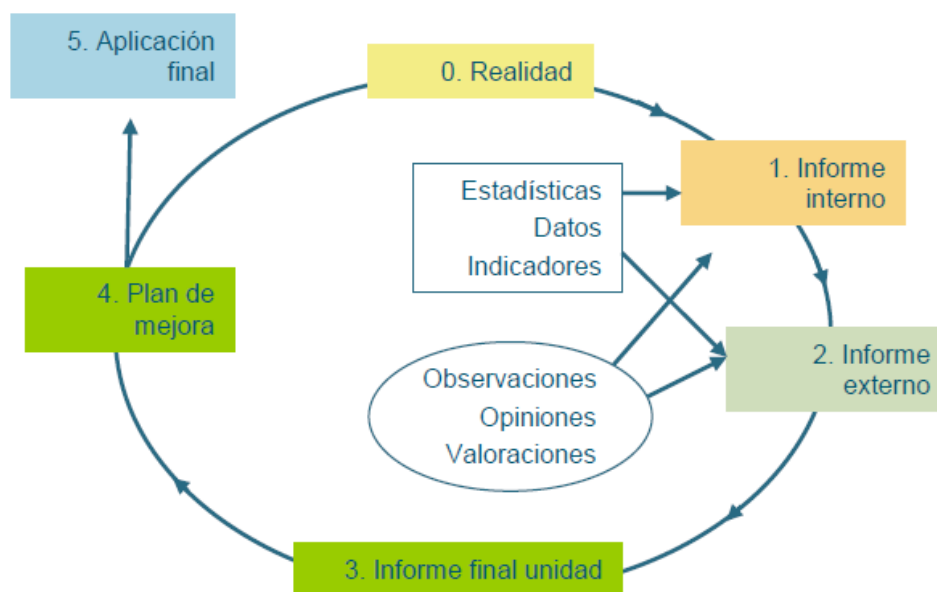 5. Aplicación
final
0. Realidad
1. Informe
interno
Estadísticas
Datos
Indicadores
4. Plan de
mejora
2. Informe
externo
Observaciones
Opiniones
Valoraciones
3. Informe final unidad